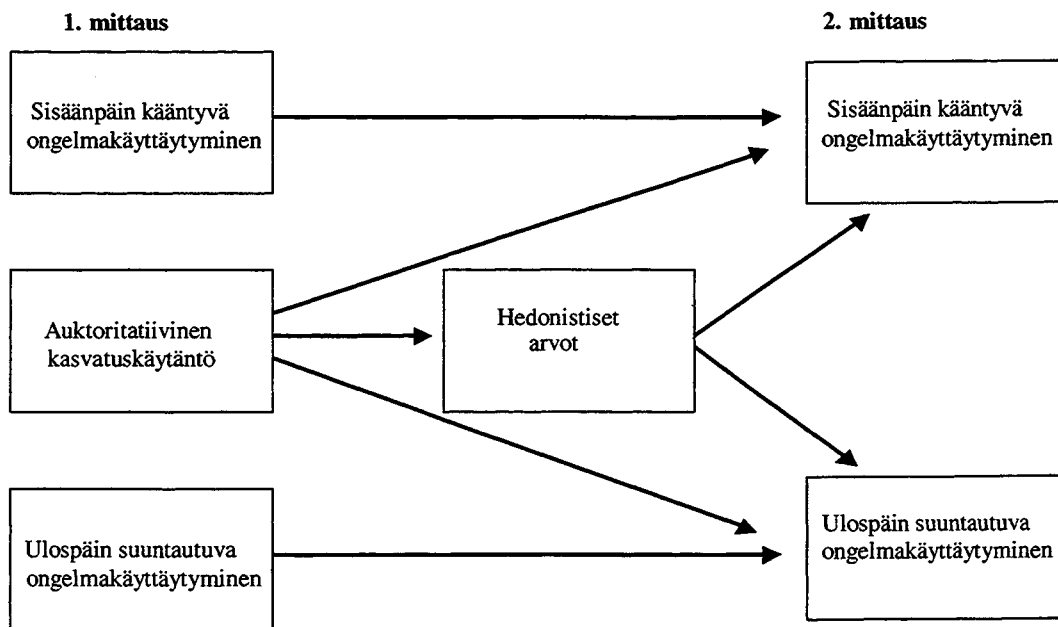 1. mittaus
2. mittaus
Sisäänpäin kääntyvä
ongelmakäyttäytyminen
Sisäänpäin kääntyvä
ongelmakäyttäytyminen
Auktoritatiivinen
kasvatuskäytäntö
Hedonistiset
arvot
Ulospäin suuntautuva
ongelmakäyttäytyminen
Ulospäin suuntautuva
ongelmakäyttäytyminen